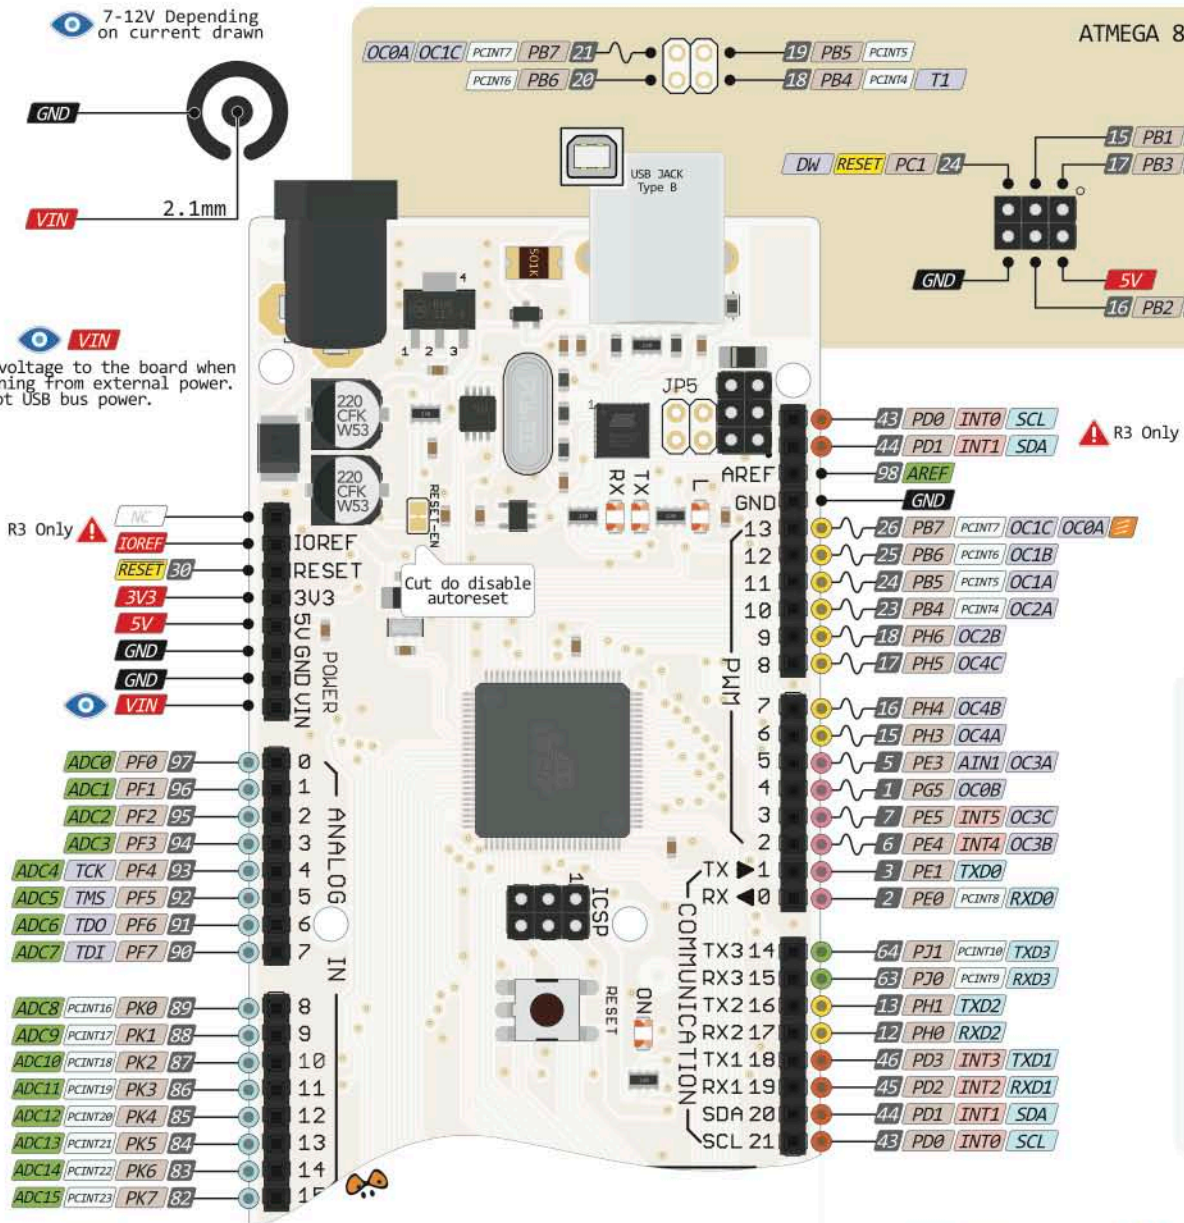 7-12V Depending
on current drawn
GND
VIN
2.1mm
VIN
voltage to the board when
from external power.
USB bus power.
ATMEGA 8
OC0A OC1C PCINT7 PB7 21
PCINT6 PB6 20
19 PB5 PCINT5
18 PB4 PCINT4 T1
DW RESET PC1 24
15 PB1
17 PB3
GND
5V
16 PB2
USB JACK
Type B
501K
4
1 2 3
220
CFK
W53
220
CFK
W53
1
JP5
RX
TX
L
RESET-EN
Cut do disable
autoreset
R3 Only
NC
IOREF IOREF
RESET 30 RESET
3V3 3V3
5V 5V
GND GND
GND
VIN VIN
POWER
ADC0 PF0 97 0
ADC1 PF1 96 1
ADC2 PF2 95 2
ADC3 PF3 94 3
ADC4 TCK PF4 93 4
ADC5 TMS PF5 92 5
ADC6 TDO PF6 91 6
ADC7 TDI PF7 90 7
ADC8 PCINT16 PK0 89 8
ADC9 PCINT17 PK1 88 9
ADC10 PCINT18 PK2 87 10
ADC11 PCINT19 PK3 86 11
ADC12 PCINT20 PK4 85 12
ADC13 PCINT21 PK5 84 13
ADC14 PCINT22 PK6 83 14
ADC15 PCINT23 PK7 82 15
ANALOG IN
1
ICSP
RESET
ON
43 PD0 INT0 SCL
44 PD1 INT1 SDA
R3 Only
AREF 98 AREF
GND GND
13 26 PB7 PCINT7 OC1C OC0A
12 25 PB6 PCINT6 OC1B
11 24 PB5 PCINT5 OC1A
10 23 PB4 PCINT4 OC2A
9 18 PH6 OC2B
8 17 PH5 OC4C
PWM
7 16 PH4 OC4B
6 15 PH3 OC4A
5 5 PE3 AIN1 OC3A
4 1 PG5 OC0B
3 7 PE5 INT5 OC3C
2 6 PE4 INT4 OC3B
TX 1 3 PE1 TXD0
RX 0 2 PE0 PCINT8 RXD0
COMMUNICATION
TX3 14 64 PJ1 PCINT10 TXD3
RX3 15 63 PJ0 PCINT9 RXD3
TX2 16 13 PH1 TXD2
RX2 17 12 PH0 RXD2
TX1 18 46 PD3 INT3 TXD1
RX1 19 45 PD2 INT2 RXD1
SDA 20 44 PD1 INT1 SDA
SCL 21 43 PD0 INT0 SCL